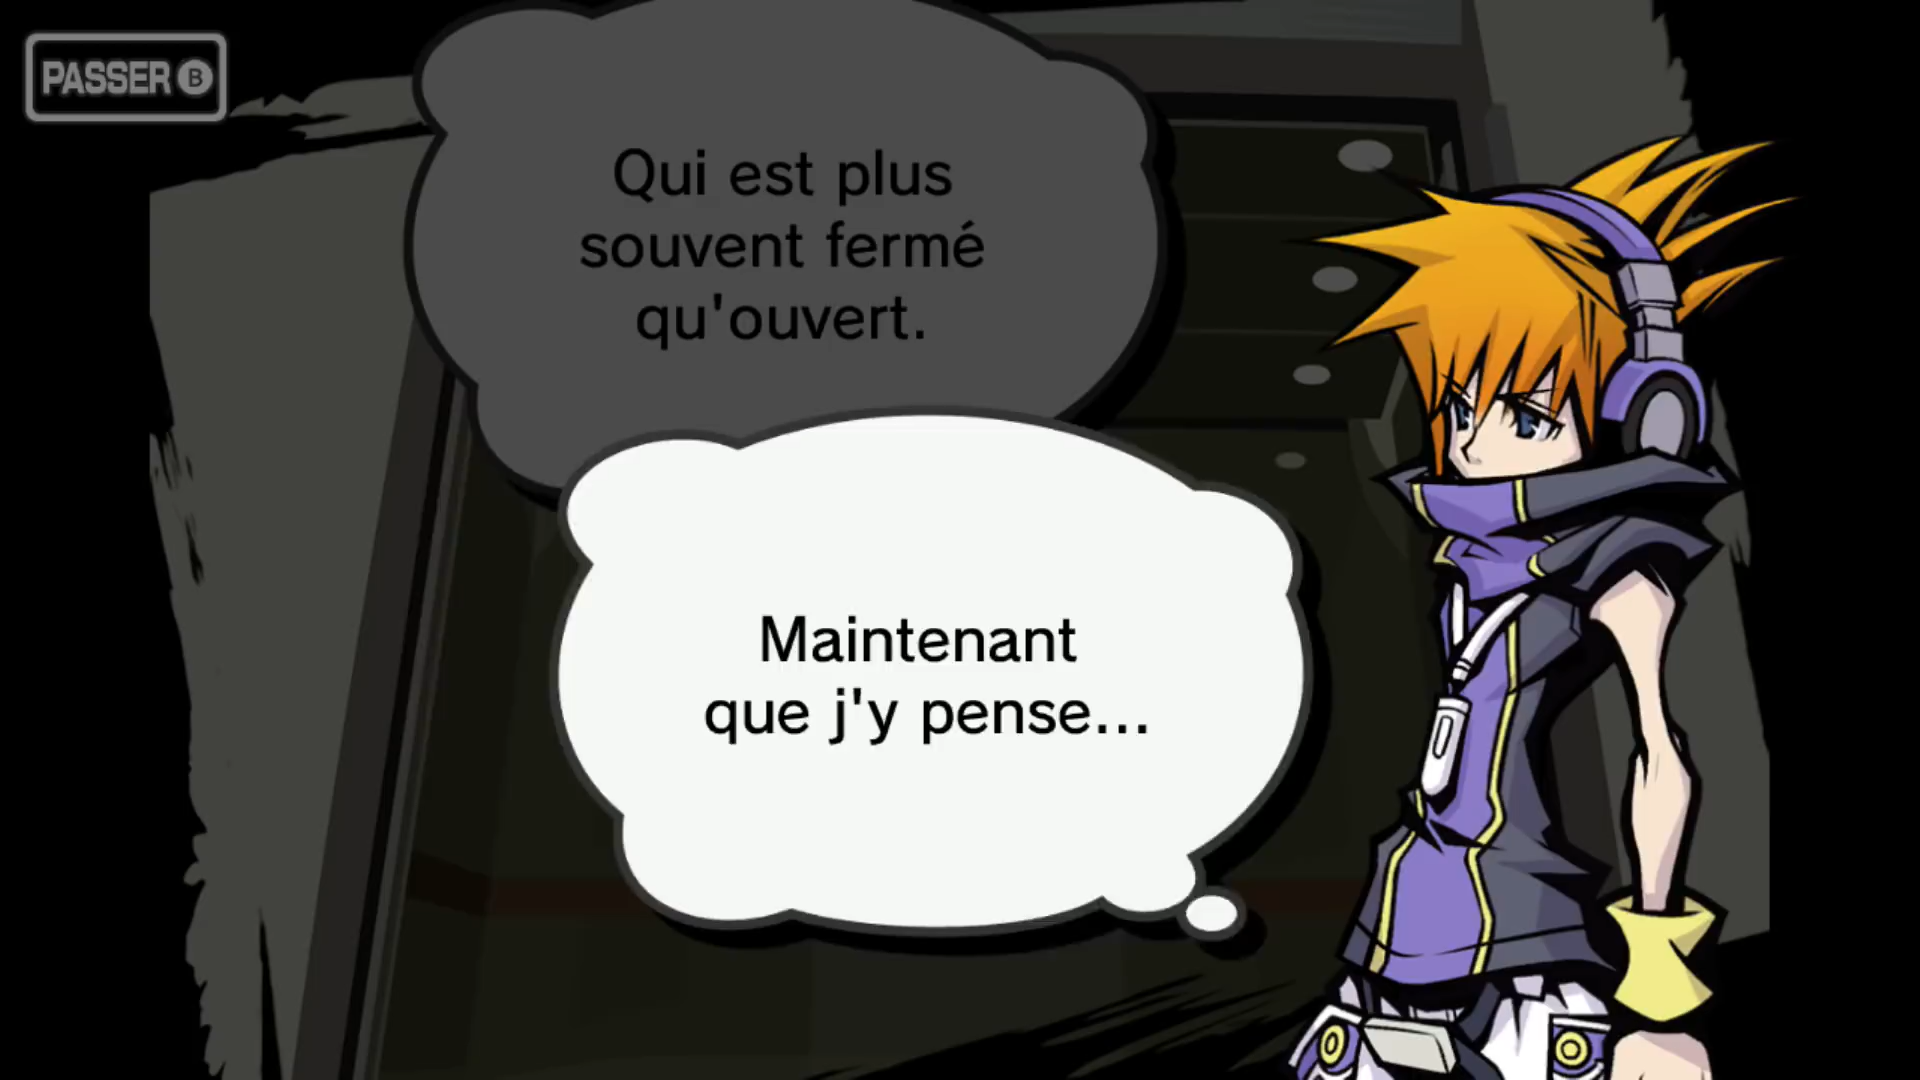 PASSER B
Qui est plus
souvent fermé
qu'ouvert.
Maintenant
que j'y pense...